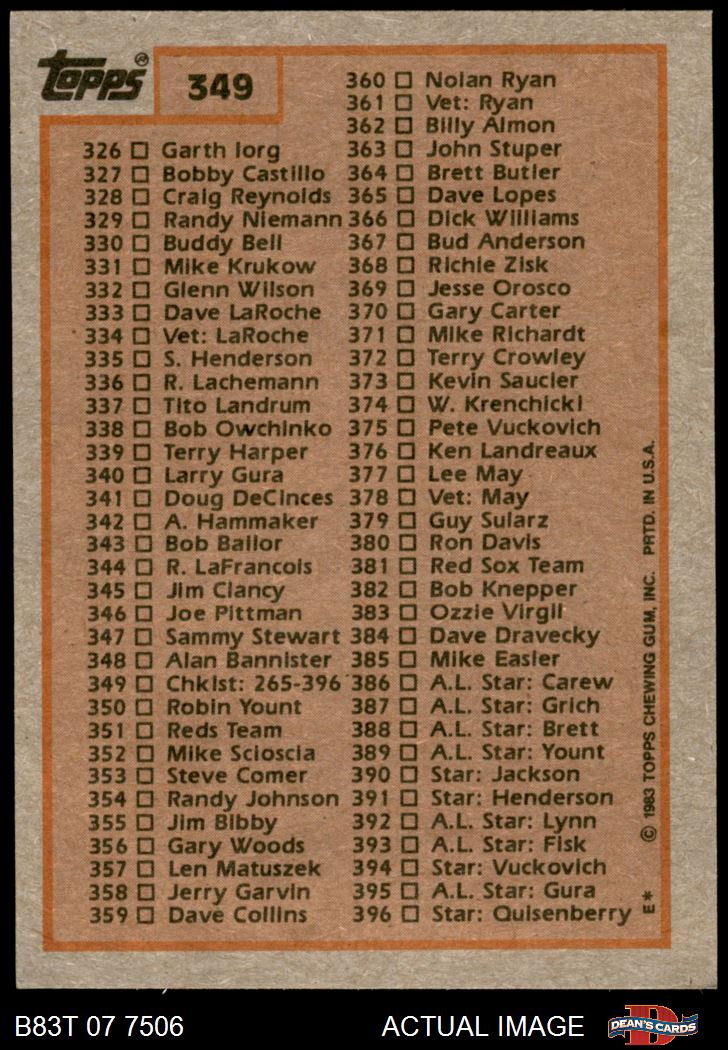 Topps®
349
326 □ Garth Iorg
327 □ Bobby Castillo
328 □ Craig Reynolds
329 □ Randy Niemann
330 □ Buddy Bell
331 □ Mike Krukow
332 □ Glenn Wilson
333 □ Dave LaRoche
334 □ Vet: LaRoche
335 □ S. Henderson
336 □ R. Lachemann
337 □ Tito Landrum
338 □ Bob Owchinko
339 □ Terry Harper
340 □ Larry Gura
341 □ Doug DeCinces
342 □ A. Hammaker
343 □ Bob Bailor
344 □ R. LaFrancois
345 □ Jim Clancy
346 □ Joe Pittman
347 □ Sammy Stewart
348 □ Alan Bannister
349 □ Chklst: 265-396
350 □ Robin Yount
351 □ Reds Team
352 □ Mike Scioscia
353 □ Steve Comer
354 □ Randy Johnson
355 □ Jim Bibby
356 □ Gary Woods
357 □ Len Matuszek
358 □ Jerry Garvin
359 □ Dave Collins
360 □ Nolan Ryan
361 □ Vet: Ryan
362 □ Billy Almon
363 □ John Stuper
364 □ Brett Butler
365 □ Dave Lopes
366 □ Dick Williams
367 □ Bud Anderson
368 □ Richie Zisk
369 □ Jesse Orosco
370 □ Gary Carter
371 □ Mike Richardt
372 □ Terry Crowley
373 □ Kevin Saucier
374 □ W. Krenchicki
375 □ Pete Vuckovich
376 □ Ken Landreaux
377 □ Lee May
378 □ Vet: May
379 □ Guy Sularz
380 □ Ron Davis
381 □ Red Sox Team
382 □ Bob Knepper
383 □ Ozzie Virgil
384 □ Dave Dravecky
385 □ Mike Easler
386 □ A.L. Star: Carew
387 □ A.L. Star: Grich
388 □ A.L. Star: Brett
389 □ A.L. Star: Yount
390 □ Star: Jackson
391 □ Star: Henderson
392 □ A.L. Star: Lynn
393 □ A.L. Star: Fisk
394 □ Star: Vuckovich
395 □ A.L. Star: Gura
396 □ Star: Quisenberry
E* © 1983 TOPPS CHEWING GUM, INC. PRTD. IN U.S.A.
B83T 07 7506
ACTUAL IMAGE
D
DEAN'S CARDS